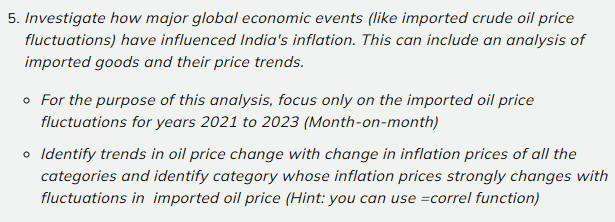 5. Investigate how major global economic events (like imported crude oil price
fluctuations) have influenced India's inflation. This can include an analysis of
imported goods and their price trends.
○ For the purpose of this analysis, focus only on the imported oil price
fluctuations for years 2021 to 2023 (Month-on-month)
○ Identify trends in oil price change with change in inflation prices of all the
categories and identify category whose inflation prices strongly changes with
fluctuations in imported oil price (Hint: you can use =correl function)